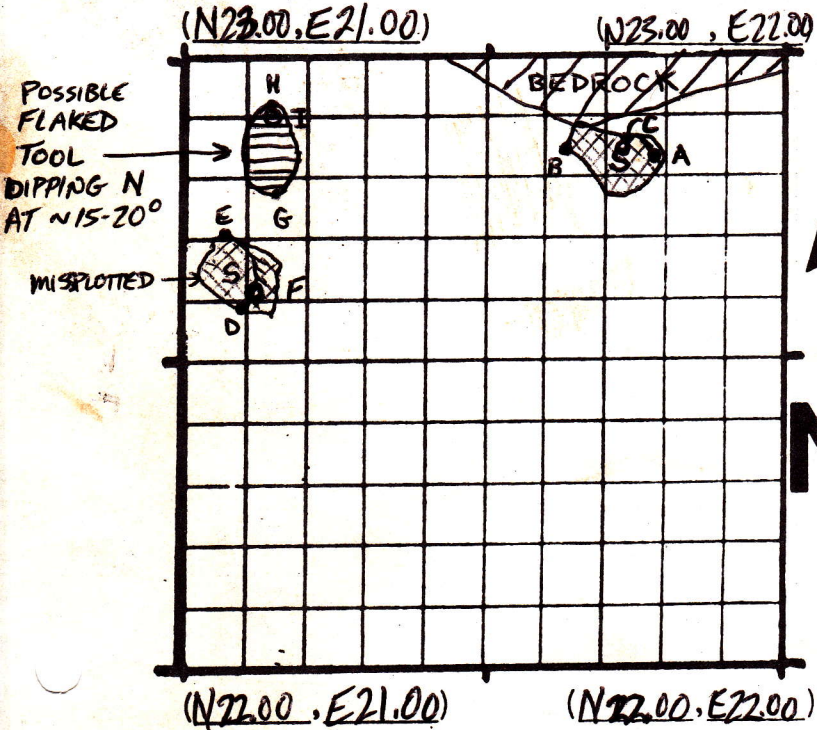 (N23.00, E21.00)
(N23.00, E22.00)
POSSIBLE
FLAKED
TOOL
DIPPING N
AT ~15-20°
BEDROCK
H
I
G
B
C
S
A
E
S
F
D
MISPLOTTED
N
(N22.00, E21.00)
(N22.00, E22.00)